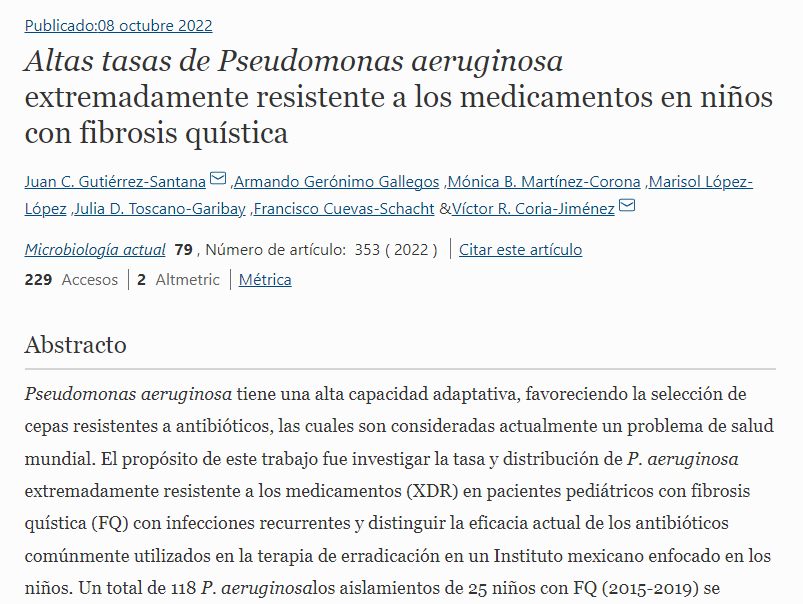 Publicado:08 octubre 2022
Altas tasas de Pseudomonas aeruginosa
extremadamente resistente a los medicamentos en niños
con fibrosis quística
Juan C. Gutiérrez-Santana ,Armando Gerónimo Gallegos ,Mónica B. Martínez-Corona ,Marisol López-
López ,Julia D. Toscano-Garibay ,Francisco Cuevas-Schacht &Víctor R. Coria-Jiménez
Microbiología actual 79 , Número de artículo: 353 ( 2022 ) | Citar este artículo
229 Accesos | 2 Altmetric | Métrica
Abstracto
Pseudomonas aeruginosa tiene una alta capacidad adaptativa, favoreciendo la selección de
cepas resistentes a antibióticos, las cuales son consideradas actualmente un problema de salud
mundial. El propósito de este trabajo fue investigar la tasa y distribución de P. aeruginosa
extremadamente resistente a los medicamentos (XDR) en pacientes pediátricos con fibrosis
quística (FQ) con infecciones recurrentes y distinguir la eficacia actual de los antibióticos
comúnmente utilizados en la terapia de erradicación en un Instituto mexicano enfocado en los
niños. Un total de 118 P. aeruginosalos aislamientos de 25 niños con FQ (2015-2019) se